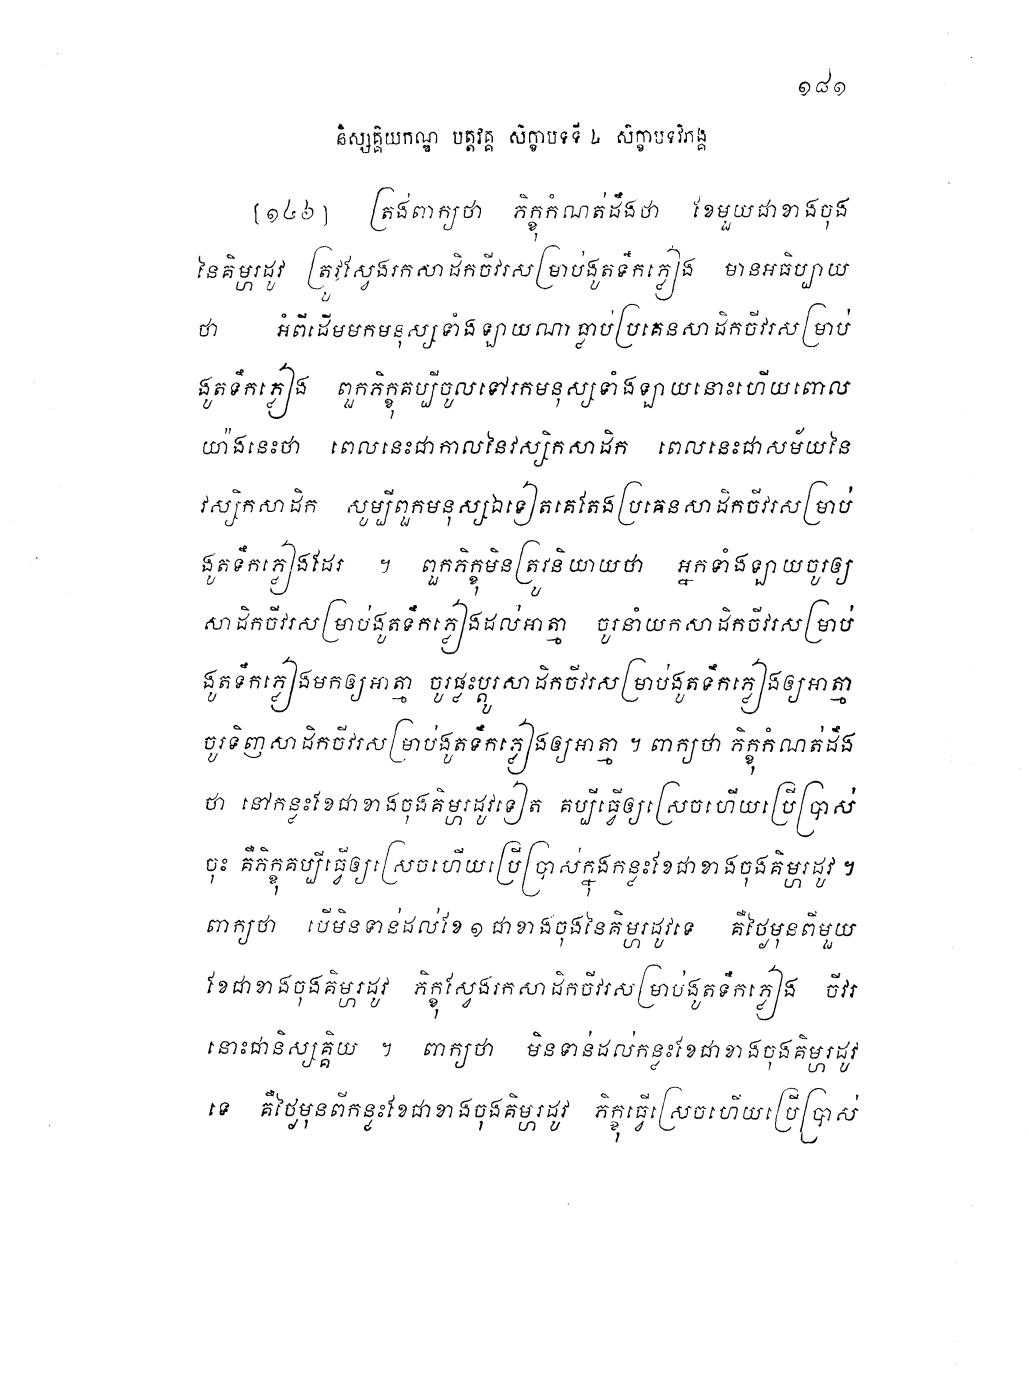 ១៨១
និស្សគ្គិយកណ្ឌ បត្តវគ្គ សិក្ខាបទទី ៤ សិក្ខាបទវិភង្គ
[១៤៦] ត្រង់ពាក្យថា ភិក្ខុកំណត់ដឹងថា ខែមួយជាខាងចុង
នៃគិម្ហរដូវ ត្រូវស្វែងរកសាដិកចីវរសម្រាប់ងូតទឹកភ្លៀង មានអធិប្បាយ
ថា អំពីដើមមកមនុស្សទាំងឡាយណាធ្លាប់ប្រគេនសាដិកចីវរសម្រាប់
ងូតទឹកភ្លៀង ពួកភិក្ខុគប្បីចូលទៅរកមនុស្សទាំងឡាយនោះហើយពោល
យ៉ាងនេះថា ពេលនេះជាកាលនៃវស្សិកសាដិក ពេលនេះជាសម័យនៃ
វស្សិកសាដិក សូម្បីពួកមនុស្សឯទៀតគេតែងប្រគេនសាដិកចីវរសម្រាប់
ងូតទឹកភ្លៀងដែរ ។ ពួកភិក្ខុមិនត្រូវនិយាយថា អ្នកទាំងឡាយចូរឲ្យ
សាដិកចីវរសម្រាប់ងូតទឹកភ្លៀងដល់អាត្មា ចូរនាំយកសាដិកចីវរសម្រាប់
ងូតទឹកភ្លៀងមកឲ្យអាត្មា ចូរផ្លះប្តូរសាដិកចីវរសម្រាប់ងូតទឹកភ្លៀងឲ្យអាត្មា
ចូរទិញសាដិកចីវរសម្រាប់ងូតទឹកភ្លៀងឲ្យអាត្មា ។ ពាក្យថា ភិក្ខុកំណត់ដឹង
ថា នៅកន្លះខែជាខាងចុងគិម្ហរដូវទៀត គប្បីធ្វើឲ្យស្រេចហើយប្រើប្រាស់
ចុះ គឺភិក្ខុគប្បីធ្វើឲ្យស្រេចហើយប្រើប្រាស់ក្នុងកន្លះខែជាខាងចុងគិម្ហរដូវ ។
ពាក្យថា បើមិនទាន់ដល់ខែ ១ ជាខាងចុងនៃគិម្ហរដូវទេ គឺថ្ងៃមុនពីមួយ
ខែជាខាងចុងគិម្ហរដូវ ភិក្ខុស្វែងរកសាដិកចីវរសម្រាប់ងូតទឹកភ្លៀង ចីវរ
នោះជានិស្សគ្គិយ ។ ពាក្យថា មិនទាន់ដល់កន្លះខែជាខាងចុងគិម្ហរដូវ
ទេ គឺថ្ងៃមុនពីកន្លះខែជាខាងចុងគិម្ហរដូវ ភិក្ខុធ្វើស្រេចហើយប្រើប្រាស់